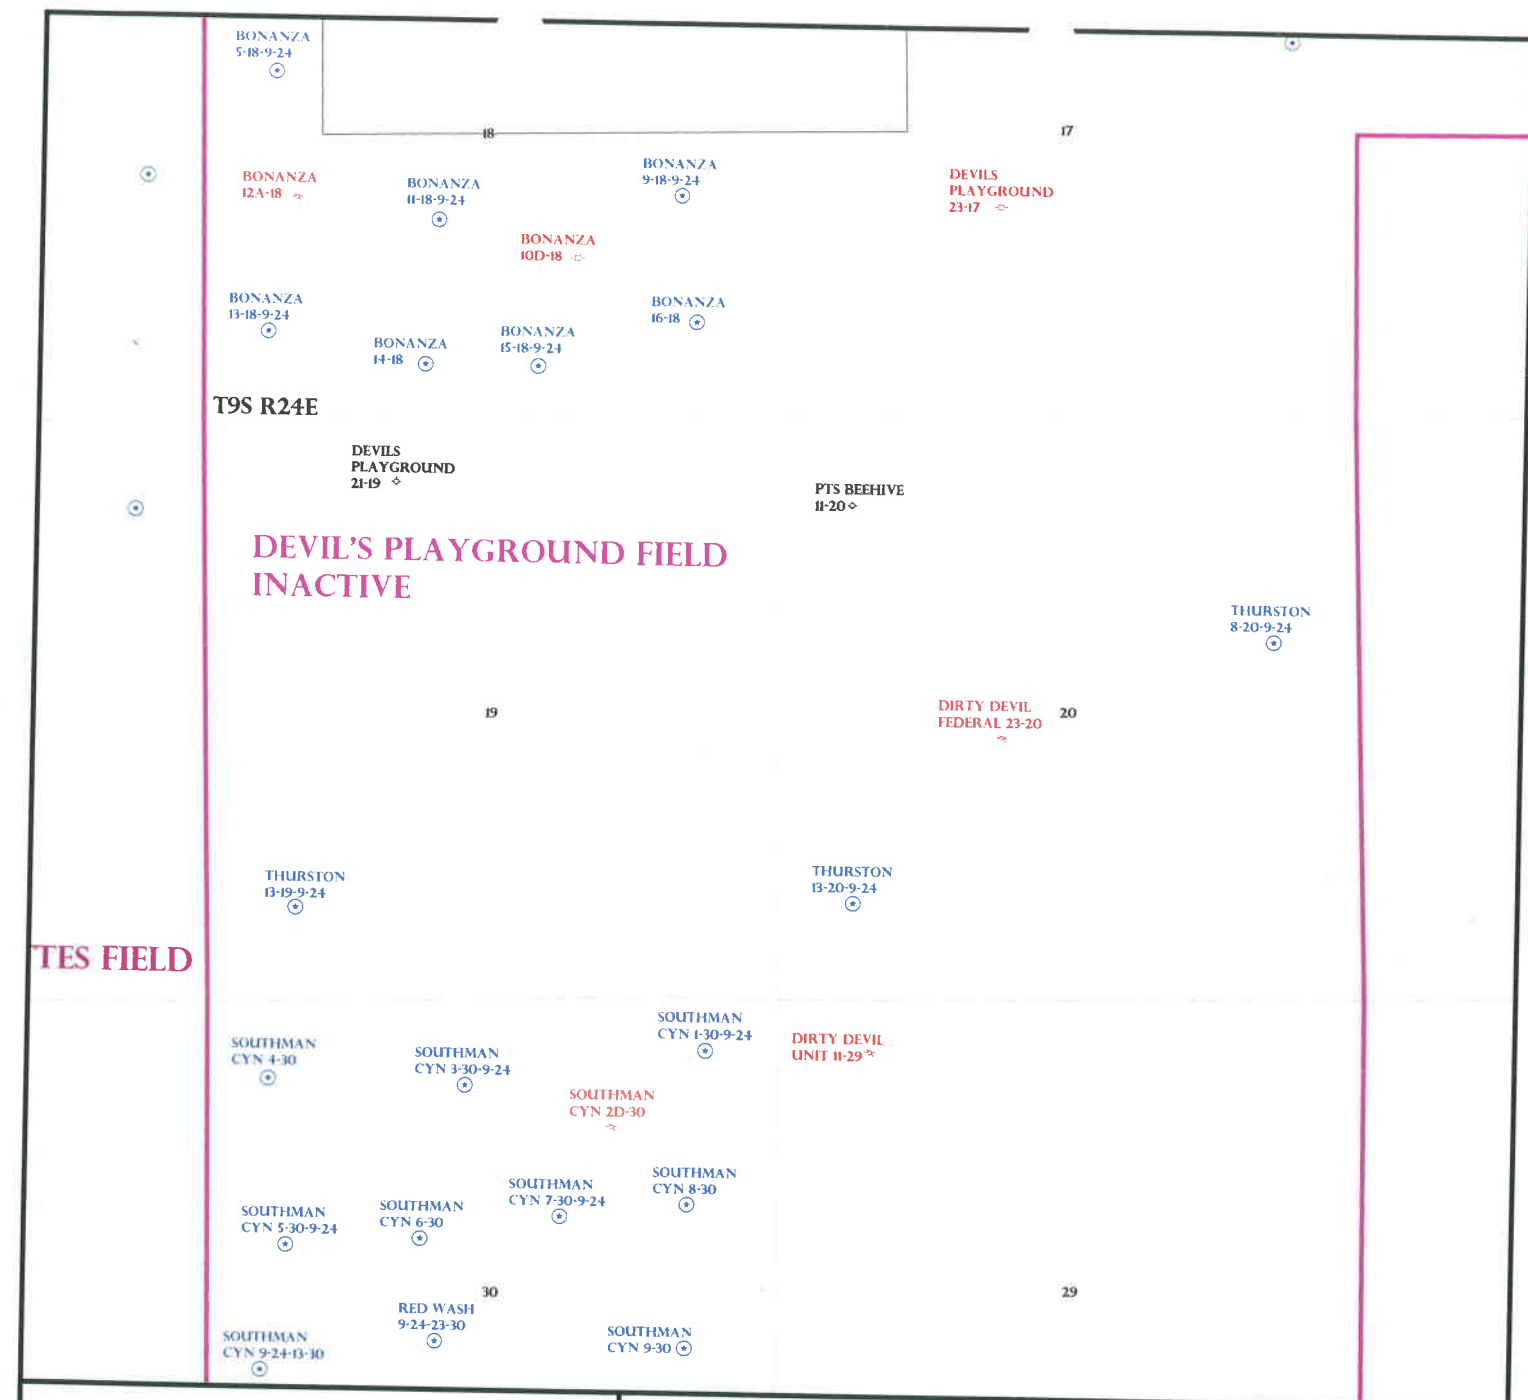 BONANZA
5-18-9-24
18
17
BONANZA
12A-18
BONANZA
11-18-9-24
BONANZA
9-18-9-24
DEVILS
PLAYGROUND
23-17
BONANZA
10D-18
BONANZA
13-18-9-24
BONANZA
14-18
BONANZA
15-18-9-24
BONANZA
16-18
T9S R24E
DEVILS
PLAYGROUND
21-19
PTS BEEHIVE
11-20
DEVIL'S PLAYGROUND FIELD
INACTIVE
THURSTON
8-20-9-24
19
DIRTY DEVIL
FEDERAL 23-20
20
THURSTON
13-19-9-24
THURSTON
13-20-9-24
TES FIELD
SOUTHMAN
CYN 4-30
SOUTHMAN
CYN 3-30-9-24
SOUTHMAN
CYN 1-30-9-24
DIRTY DEVIL
UNIT 11-29
SOUTHMAN
CYN 2D-30
SOUTHMAN
CYN 5-30-9-24
SOUTHMAN
CYN 6-30
SOUTHMAN
CYN 7-30-9-24
SOUTHMAN
CYN 8-30
30
29
SOUTHMAN
CYN 9-24-13-30
RED WASH
9-24-23-30
SOUTHMAN
CYN 9-30